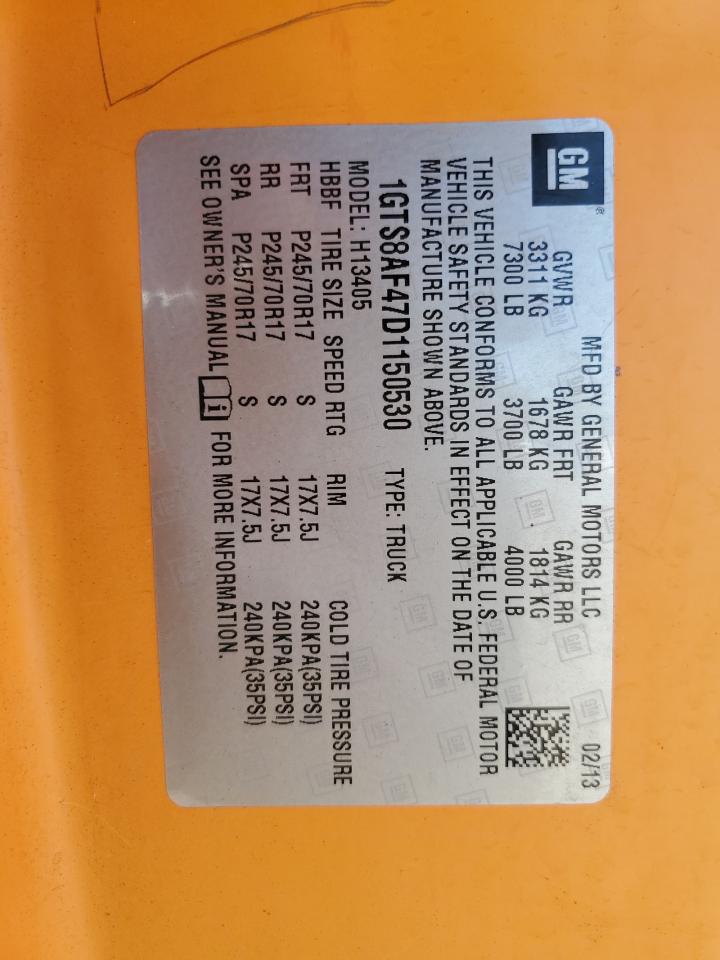 GM®
MFD BY GENERAL MOTORS LLC 02/13
GVWR GAWR FRT GAWR RR
3311 KG 1678 KG 1814 KG
7300 LB 3700 LB 4000 LB
THIS VEHICLE CONFORMS TO ALL APPLICABLE U.S. FEDERAL MOTOR
VEHICLE SAFETY STANDARDS IN EFFECT ON THE DATE OF
MANUFACTURE SHOWN ABOVE.
1GTS8AF47D1150530 TYPE: TRUCK
MODEL: H13405
HBBF TIRE SIZE SPEED RTG RIM COLD TIRE PRESSURE
FRT P245/70R17 S 17X7.5J 240KPA(35PSI)
RR P245/70R17 S 17X7.5J 240KPA(35PSI)
SPA P245/70R17 S 17X7.5J 240KPA(35PSI)
SEE OWNER'S MANUAL i FOR MORE INFORMATION.